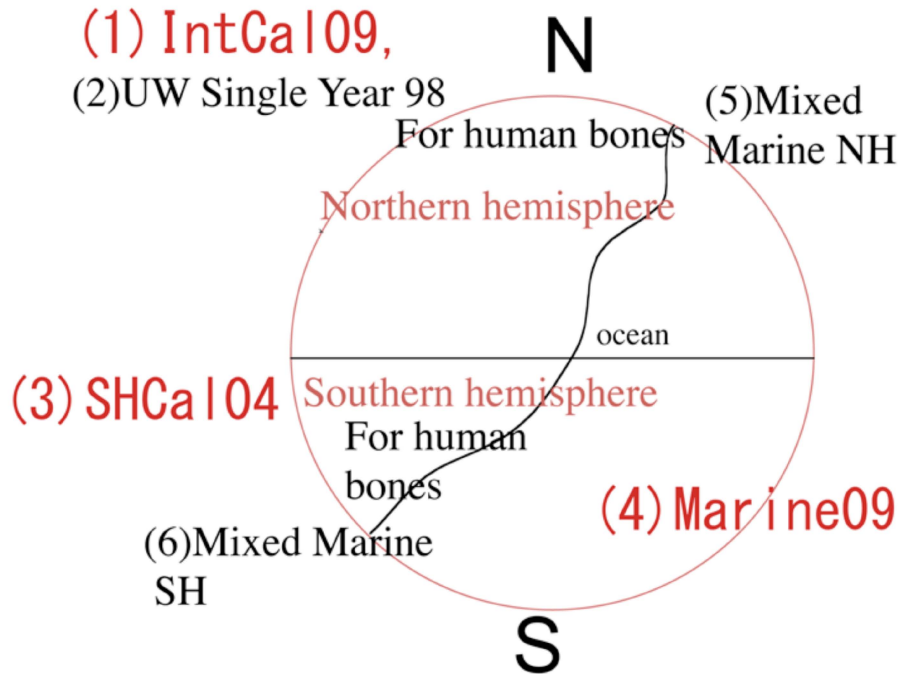 (1) IntCal09,
N
(2)UW Single Year 98
(5)Mixed
Marine NH
For human bones
Northern hemisphere
ocean
(3) SHCal04
Southern hemisphere
For human
bones
(4) Marine09
(6)Mixed Marine
SH
S